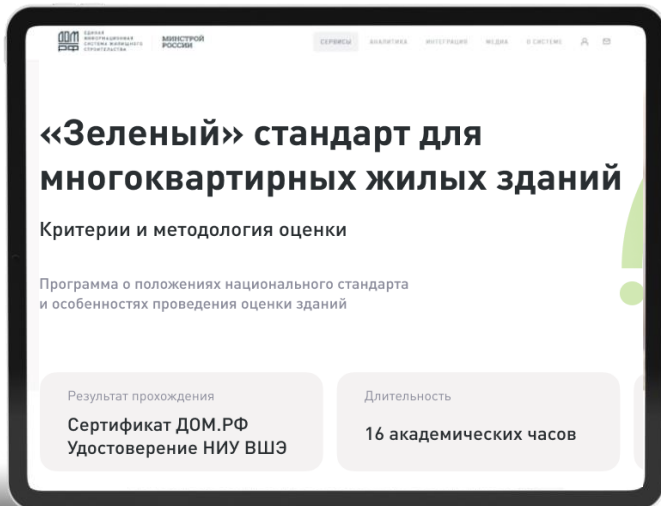 ДОМ РФ
ЕДИНАЯ
ИНФОРМАЦИОННАЯ
СИСТЕМА ЖИЛИЩНОГО
СТРОИТЕЛЬСТВА
МИНСТРОЙ
РОССИИ
СЕРВИСЫ АНАЛИТИКА ИНТЕГРАЦИЯ МЕДИА О СИСТЕМЕ
«Зеленый» стандарт для
многоквартирных жилых зданий
Критерии и методология оценки
Программа о положениях национального стандарта
и особенностях проведения оценки зданий
Результат прохождения
Сертификат ДОМ.РФ
Удостоверение НИУ ВШЭ
Длительность
16 академических часов